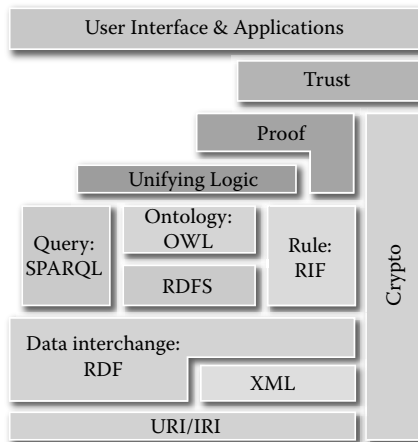 User Interface & Applications
Trust
Proof
Unifying Logic
Query:
SPARQL
Ontology:
OWL
RDFS
Rule:
RIF
Crypto
Data interchange:
RDF
XML
URI/IRI